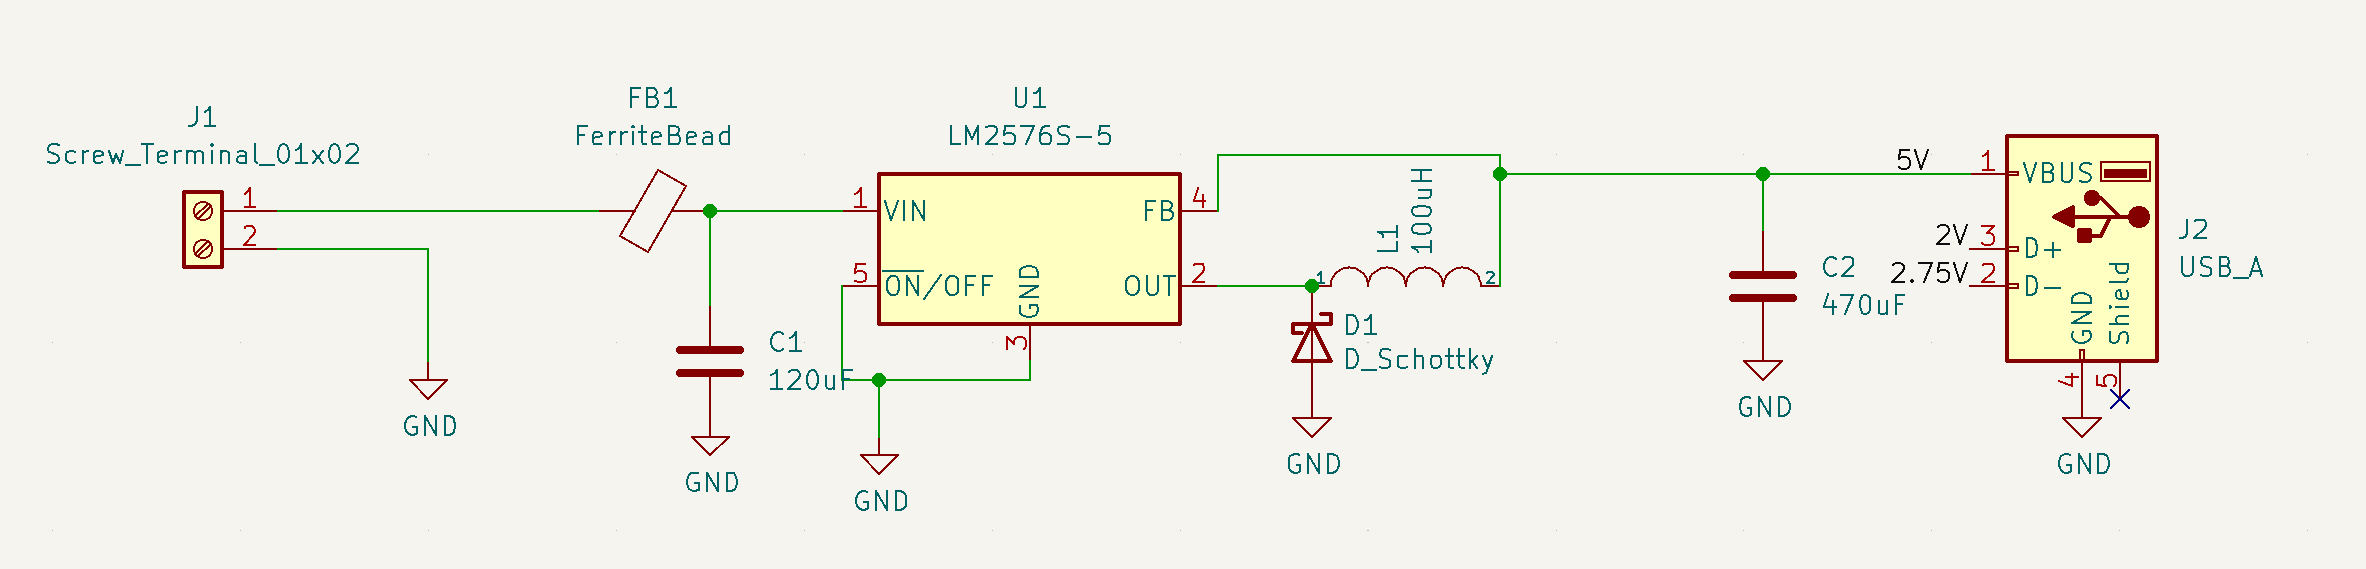 J1
Screw_Terminal_01x02
1
2
GND
FB1
FerriteBead
C1
120uF
GND
U1
LM2576S-5
1
VIN
5
ON/OFF
GND
3
FB
4
OUT
2
GND
L1
100uH
1
2
D1
D_Schottky
GND
C2
470uF
GND
5V
1
VBUS
2V
3
D+
2.75V
2
D-
GND
4
Shield
5
J2
USB_A
GND